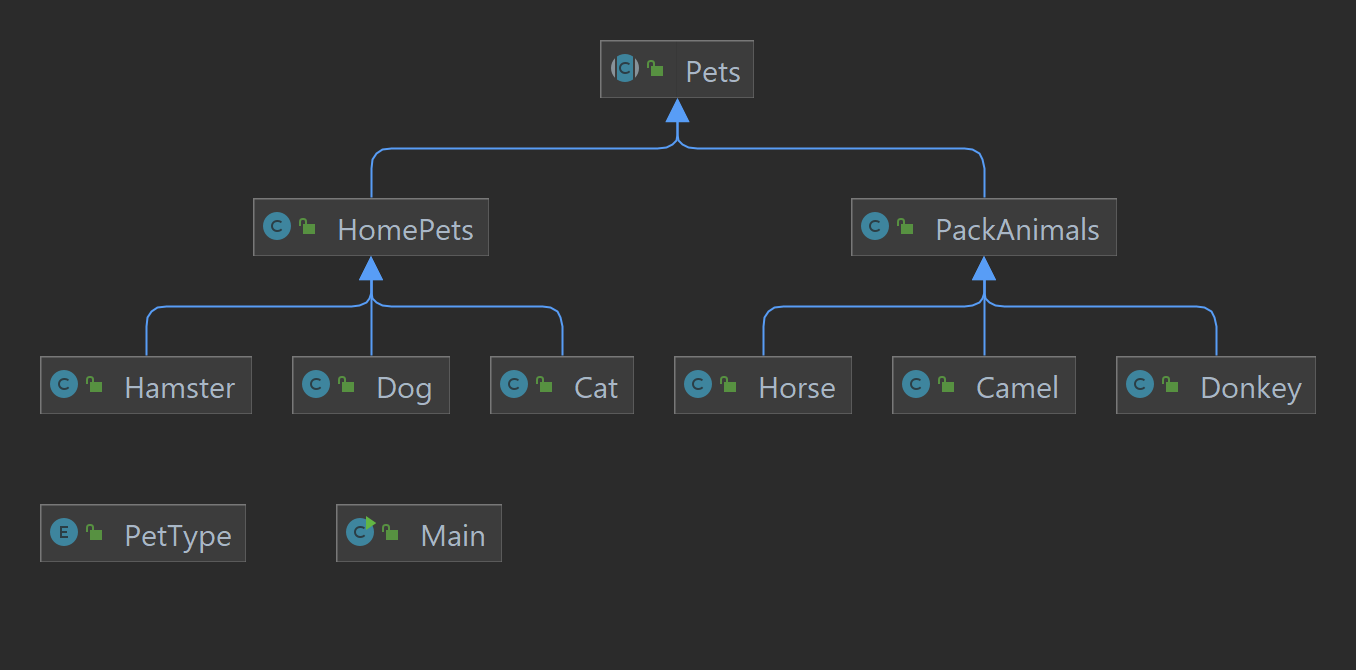 C Pets
C HomePets
C PackAnimals
C Hamster
C Dog
C Cat
C Horse
C Camel
C Donkey
E PetType
C Main